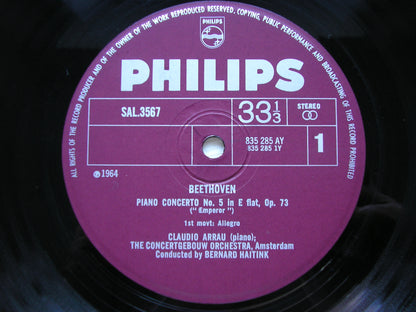 ALL RIGHTS OF THE RECORD PRODUCER AND OF THE OWNER OF THE WORK REPRODUCED RESERVED. COPYING, PUBLIC PERFORMANCE AND BROADCASTING OF THIS RECORD PROHIBITED
PHILIPS
PHILIPS
SAL.3567
33 1/3
STEREO
835 285 AY
835 285 1Y
1
℗1964
BEETHOVEN
PIANO CONCERTO No. 5 in E flat, Op. 73
("Emperor")
1st movt: Allegro
CLAUDIO ARRAU (piano);
THE CONCERTGEBOUW ORCHESTRA, Amsterdam
Conducted by BERNARD HAITINK